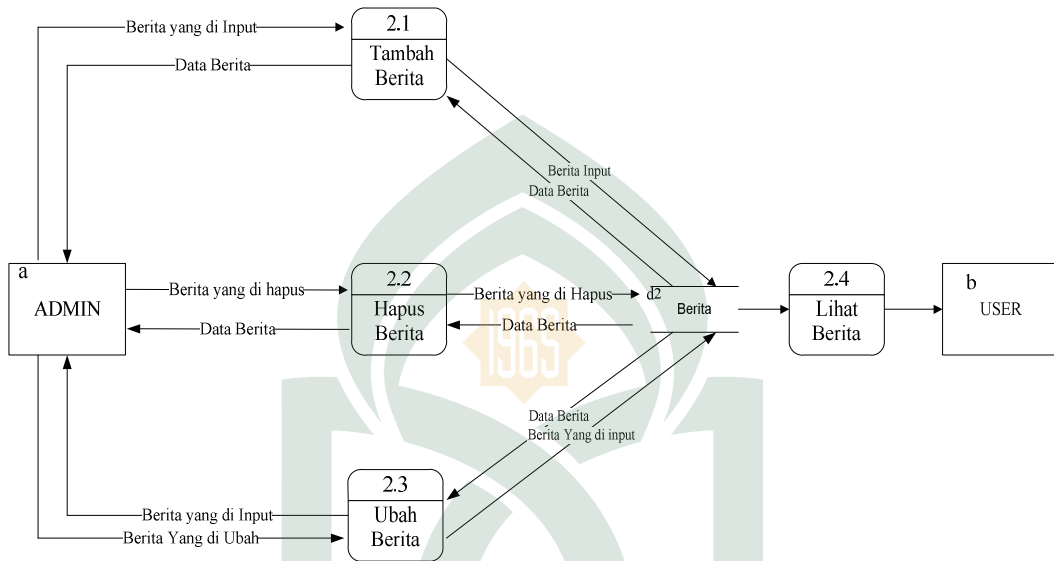 Berita yang di Input
2.1
Tambah
Berita
Data Berita
Berita Input
Data Berita
a
ADMIN
Berita yang di hapus
Data Berita
2.2
Hapus
Berita
Berita yang di Hapus
Data Berita
d2
Berita
2.4
Lihat
Berita
b
USER
1965
Data Berita
Berita Yang di input
2.3
Ubah
Berita
Berita yang di Input
Berita Yang di Ubah